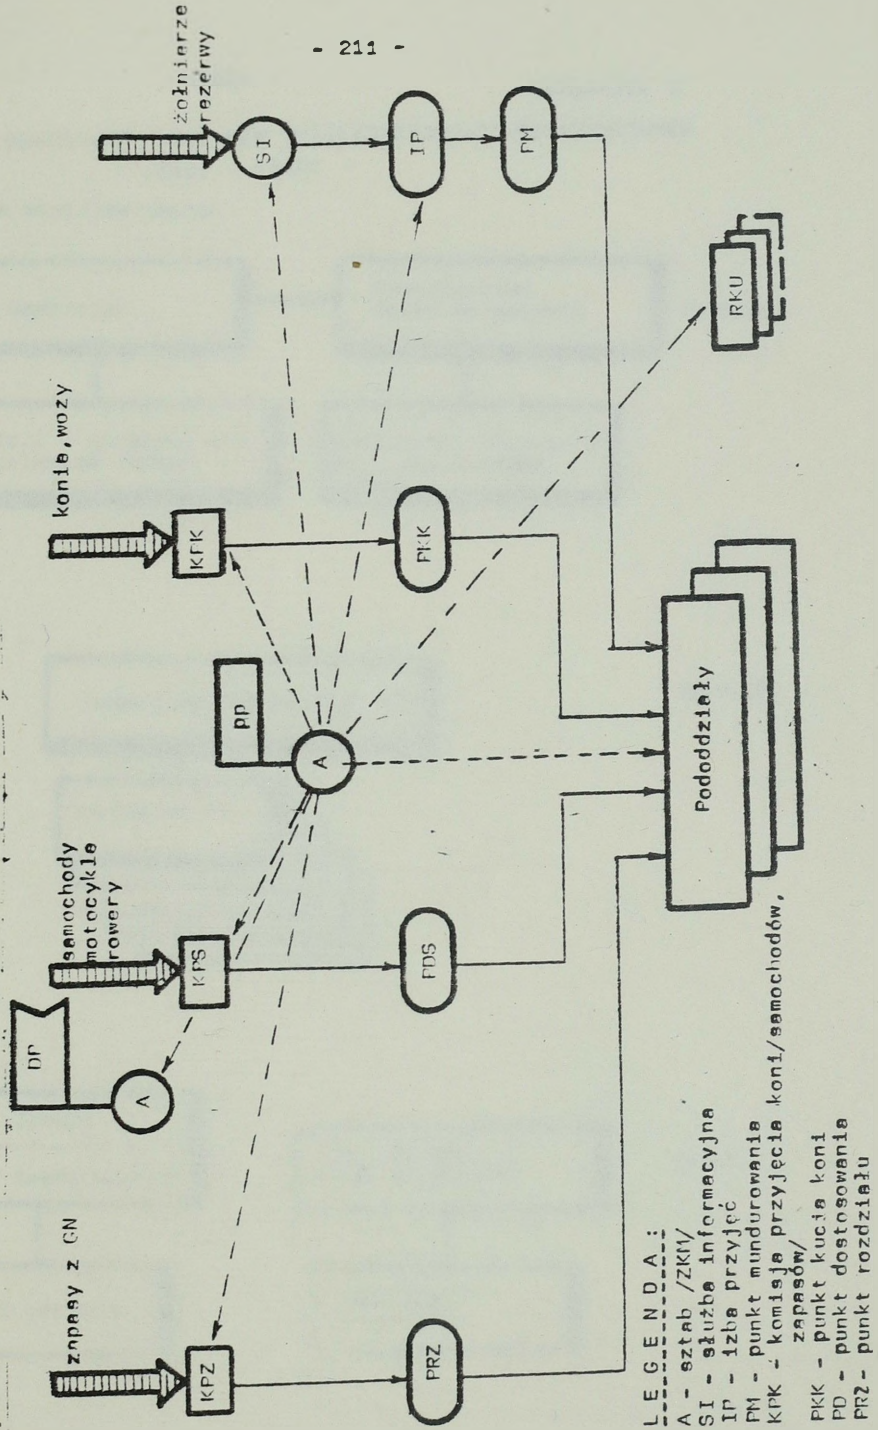 - 211 -
zapasy z GN
samochody
motocykle
rowery
konie, wozy
żołnierze
rezerwy
DP
A
PP
A
KPZ
KPS
KPK
SI
PRZ
PDS
PKK
IP
PM
RKU
Pododdziały
L E G E N D A :
A - sztab /ZKM/
SI - służba informacyjna
IP - izba przyjęć
PM - punkt mundurowania
KPK - komisja przyjęcia koni/samochodów,
zapasów/
PKK - punkt kucia koni
PD - punkt dostosowania
PRZ - punkt rozdziału